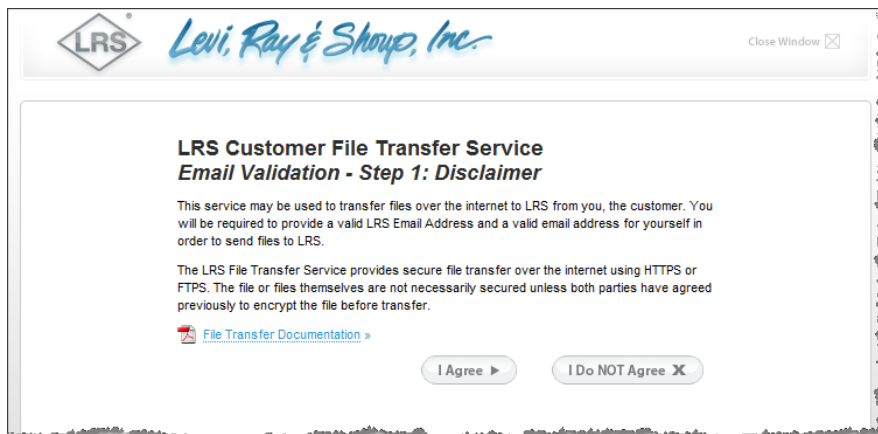 LRS
Levi, Ray & Shoup, Inc.
Close Window
LRS Customer File Transfer Service
Email Validation - Step 1: Disclaimer
This service may be used to transfer files over the internet to LRS from you, the customer. You
will be required to provide a valid LRS Email Address and a valid email address for yourself in
order to send files to LRS.
The LRS File Transfer Service provides secure file transfer over the internet using HTTPS or
FTPS. The file or files themselves are not necessarily secured unless both parties have agreed
previously to encrypt the file before transfer.
File Transfer Documentation »
I Agree
I Do NOT Agree X